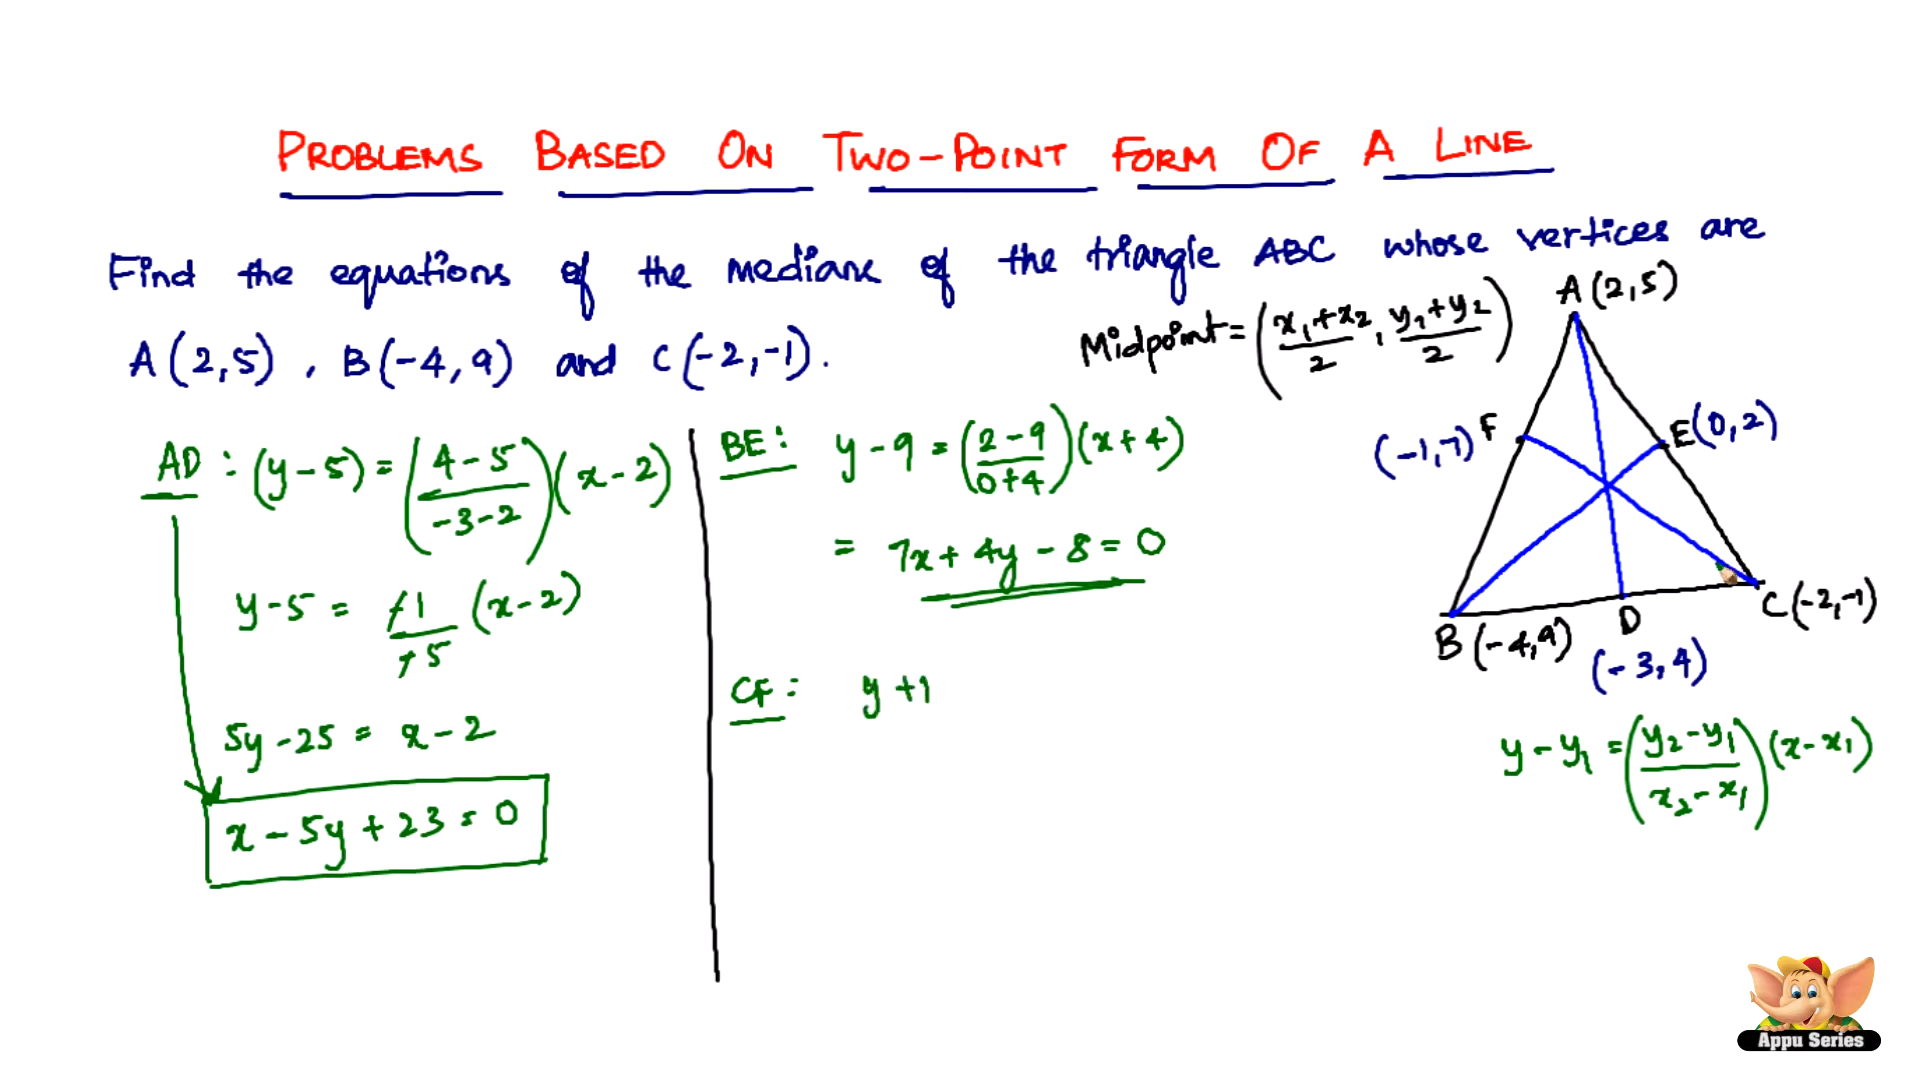 PROBLEMS BASED ON TWO-POINT FORM OF A LINE
Find the equations of the medians of the triangle ABC whose vertices are
A(2,5), B(-4,9) and C(-2,-1).
Midpoint = ((x₁+x₂)/2, (y₁+y₂)/2)
A(2,5)
F (-1,7)
E(0,2)
B(-4,9)
D (-3,4)
C(-2,-1)
y-y₁ = ((y₂-y₁)/(x₂-x₁))(x-x₁)
AD : (y-5) = ((4-5)/(-3-2))(x-2)
y-5 = -1/-5 (x-2)
5y-25 = x-2
x-5y+23=0
BE: y-9 = ((2-9)/(0+4))(x+4)
= 7x+4y-8=0
CF: y+1
Appu Series